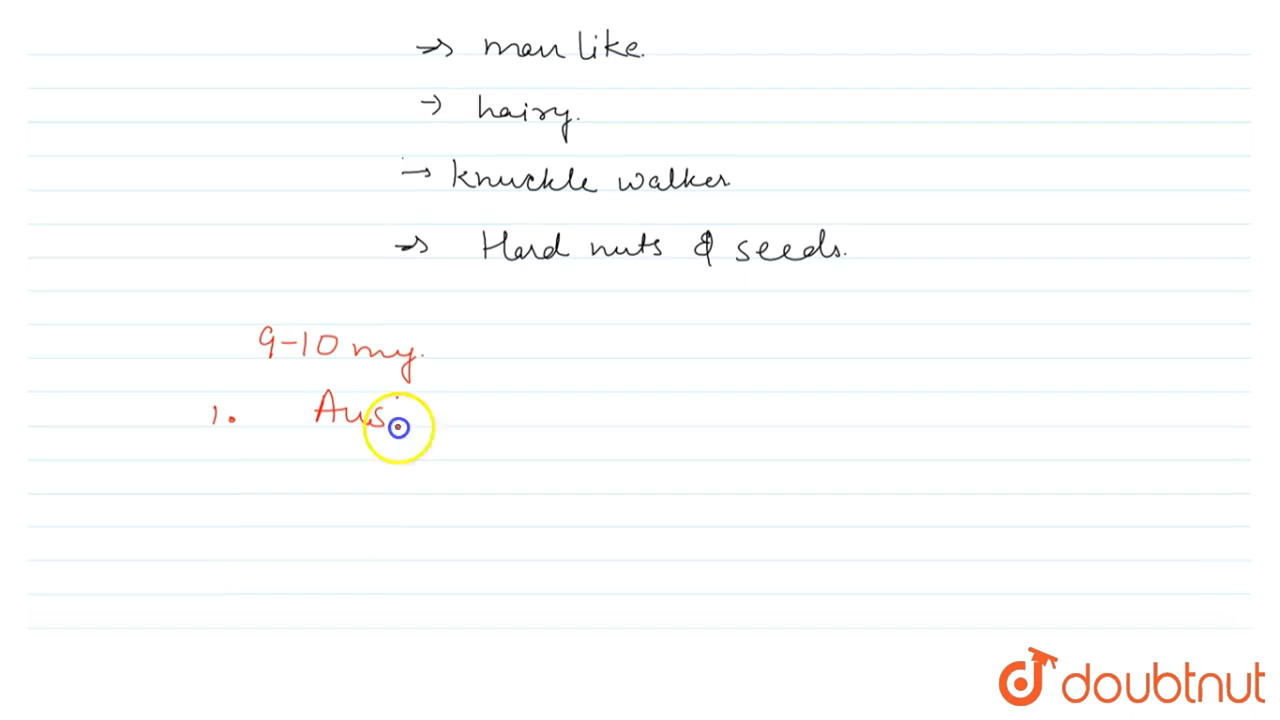 → man like.
→ hairy.
→ knuckle walker.
→ Hard nuts & seeds.
9-10 my.
1. Aus
doubtnut